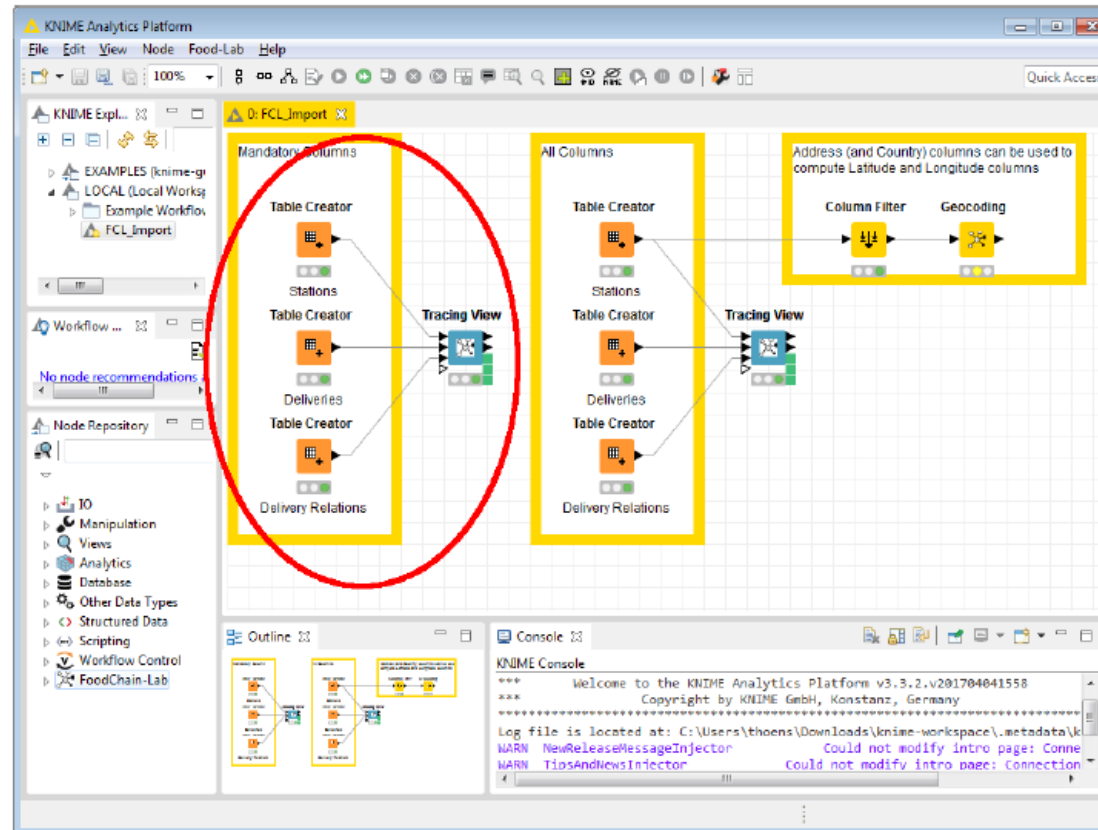 KNIME Analytics Platform
File Edit View Node Food-Lab Help
100%
Quick Access
KNIME Expl...
0: FCL_Import
EXAMPLES (knime-gu
LOCAL (Local Worksp
Example Workflow
FCL_Import
Workflow ...
No node recommendations
Node Repository
IO
Manipulation
Views
Analytics
Database
Other Data Types
Structured Data
Scripting
Workflow Control
FoodChain-Lab
Mandatory Columns
Table Creator
Stations
Table Creator
Tracing View
Deliveries
Table Creator
Delivery Relations
All Columns
Table Creator
Stations
Table Creator
Tracing View
Deliveries
Table Creator
Delivery Relations
Address (and Country) columns can be used to
compute Latitude and Longitude columns
Column Filter Geocoding
Outline
Console
KNIME Console
*** Welcome to the KNIME Analytics Platform v3.3.2.v201704041558
*** Copyright by KNIME GmbH, Konstanz, Germany
Log file is located at: C:\Users\thoens\Downloads\knime-workspace\.metadata\k
WARN NewReleaseMessageInjector Could not modify intro page: Conne
WARN TipsAndNewsInjector Could not modify intro page: Connection